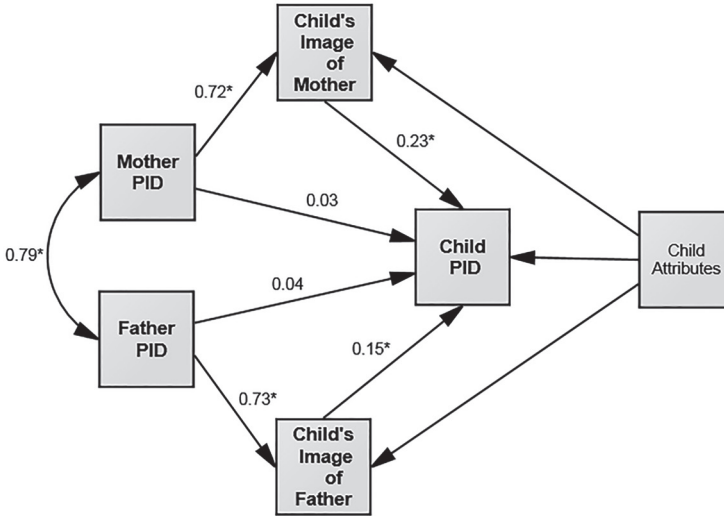 Child's
Image
of
Mother
0.72*
0.23*
Mother
PID
0.03
Child
PID
Child
Attributes
0.79*
0.04
Father
PID
0.15*
0.73*
Child's
Image
of
Father